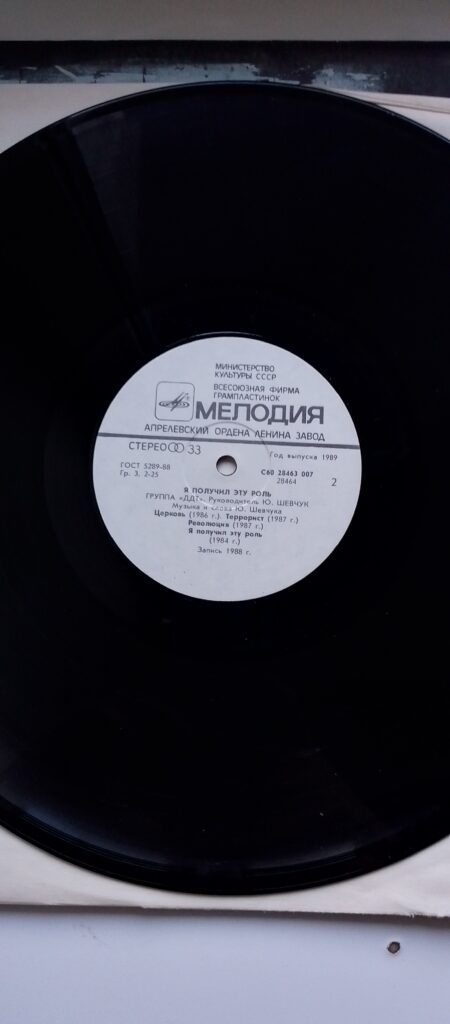 МИНИСТЕРСТВО
КУЛЬТУРЫ СССР
ВСЕСОЮЗНАЯ ФИРМА
ГРАМПЛАСТИНОК
МЕЛОДИЯ
АПРЕЛЕВСКИЙ ОРДЕНА ЛЕНИНА ЗАВОД
СТЕРЕО 33
Год выпуска 1989
ГОСТ 5289-88
Гр. 3. 2-25
С60 28463 007
28464
2
Я ПОЛУЧИЛ ЭТУ РОЛЬ
ГРУППА «ДДТ». Руководитель Ю. ШЕВЧУК
Музыка и слова Ю. Шевчука
Церковь (1986 г.). Террорист (1987 г.)
Революция (1987 г.)
Я получил эту роль
(1984 г.)
Запись 1988 г.